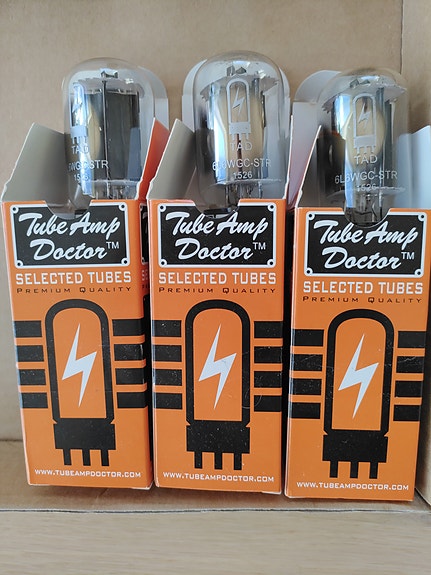 TAD
6WGC-STR
TAD
6L6WGC-STR
1526
TAD
6L6WGC-STR
1526
Tube Amp
Doctor™
SELECTED TUBES
PREMIUM QUALITY
WWW.TUBEAMPDOCTOR.COM
Tube Amp
Doctor™
SELECTED TUBES
PREMIUM QUALITY
WWW.TUBEAMPDOCTOR.COM
Tube Amp
Doctor™
SELECTED TUBES
PREMIUM QUALITY
WWW.TUBEAMPDOCTOR.COM